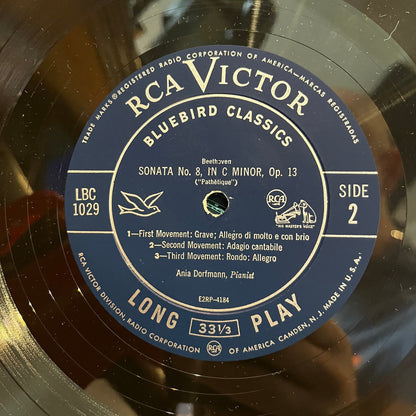 TRADE MARKS ®REGISTERED RADIO CORPORATION OF AMERICA—MARCAS REGISTRADAS
RCA VICTOR
BLUEBIRD CLASSICS
Beethoven
SONATA No. 8, IN C MINOR, Op. 13
("Pathétique")
LBC
1029
RCA
"HIS MASTER'S VOICE"
SIDE
2
1—First Movement: Grave; Allegro di molto e con brio
2—Second Movement: Adagio cantabile
3—Third Movement: Rondo: Allegro
Ania Dorfmann, Pianist
E2RP-4184
LONG 33 1/3 PLAY
RCA VICTOR DIVISION, RADIO CORPORATION RCA OF AMERICA CAMDEN, N.J. MADE IN U.S.A.